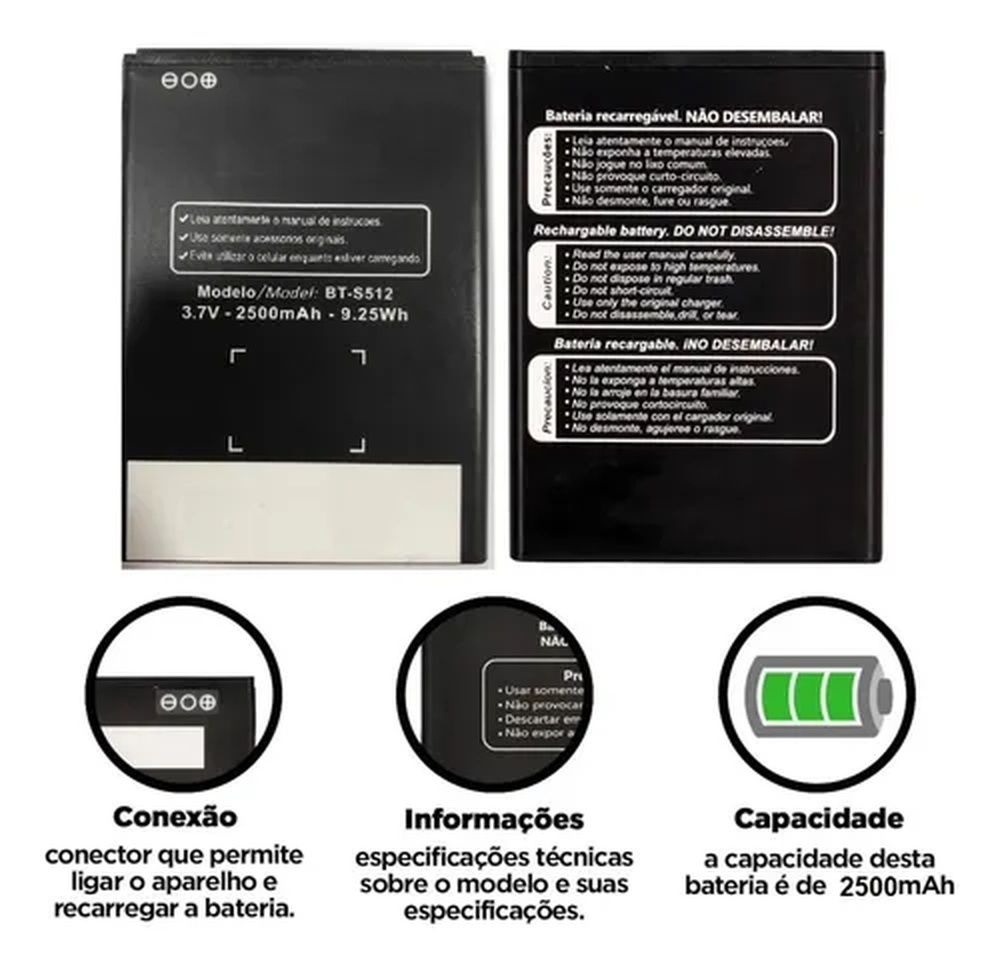 ✓ Leia atentamente o manual de instrucoes.
✓ Use somente acessorios originais.
✓ Evite utilizar o celular enquanto estiver carregando.
Modelo/Model: BT-S512
3.7V - 2500mAh - 9.25Wh
Bateria recarregável. NÃO DESEMBALAR!
Precauções:
• Leia atentamente o manual de instruçoes.
• Não exponha a temperaturas elevadas.
• Não jogue no lixo comum.
• Não provoque curto-circuito.
• Use somente o carregador original.
• Não desmonte, fure ou rasgue.
Rechargable battery. DO NOT DISASSEMBLE!
Caution:
• Read the user manual carefully.
• Do not expose to high temperatures.
• Do not dispose in regular trash.
• Do not short-circuit.
• Use only the original charger.
• Do not disassemble,drill, or tear.
Bateria recargable. ¡NO DESEMBALAR!
Precaucion:
• Lea atentamente el manual de instrucciones.
• No la exponga a temperaturas altas.
• No la arroje en la basura familiar.
• No provoque cortocircuito.
• Use solamente con el cargador original.
• No desmonte, agujeree o rasgue.
Ba
NÃO
Pre
• Usar somente
• Não provocar
• Descartar em
• Não expor a
Conexão
conector que permite
ligar o aparelho e
recarregar a bateria.
Informações
especificações técnicas
sobre o modelo e suas
especificações.
Capacidade
a capacidade desta
bateria é de 2500mAh